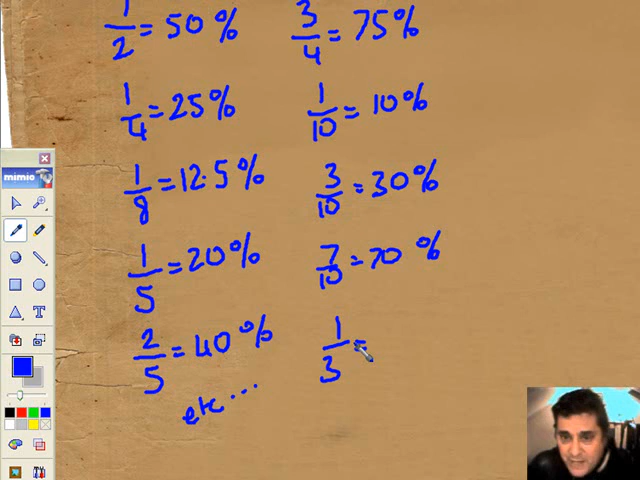 1/2 = 50% 3/4 = 75%
1/4 = 25% 1/10 = 10%
1/8 = 12.5% 3/10 = 30%
1/5 = 20% 7/10 = 70%
2/5 = 40% 1/3 =
etc...
mimio
A T